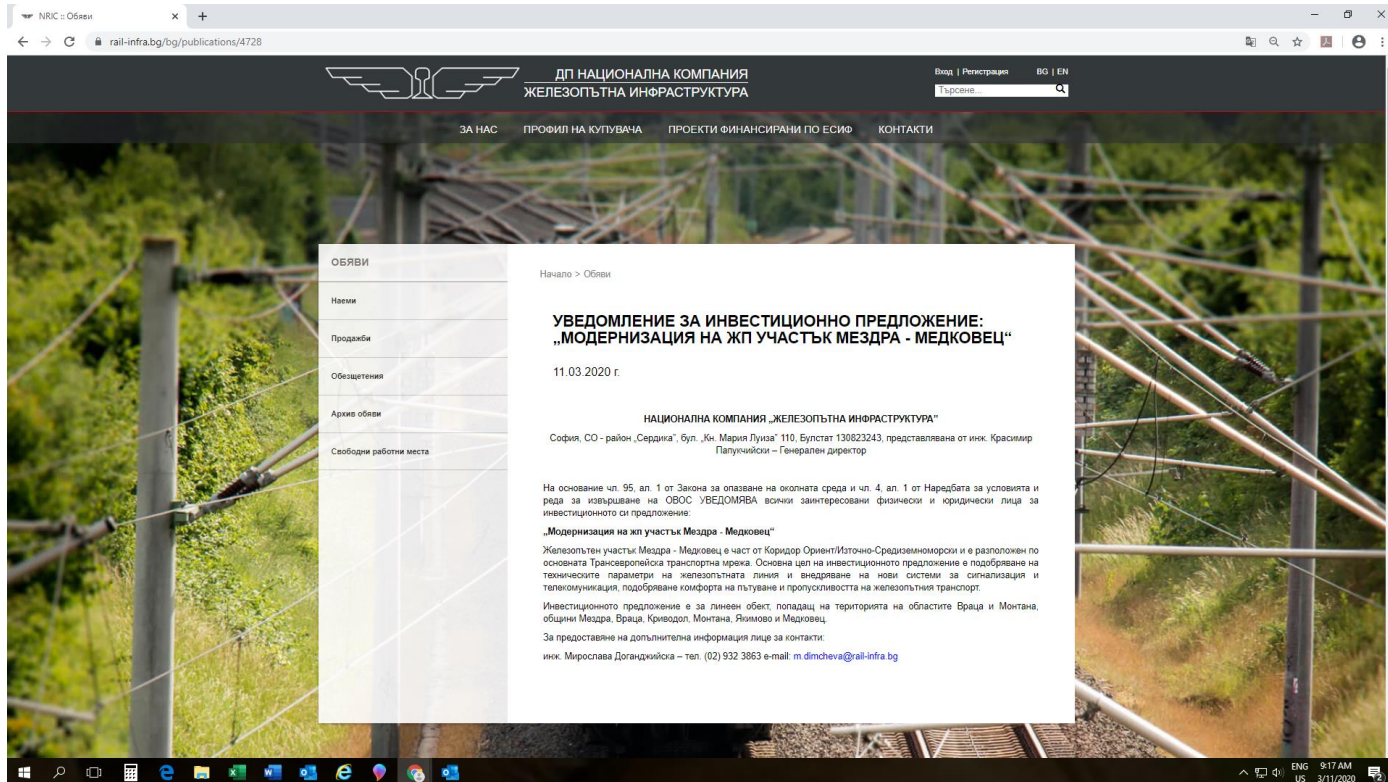 NRIC :: Обяви
rail-infra.bg/bg/publications/4728
ДП НАЦИОНАЛНА КОМПАНИЯ
ЖЕЛЕЗОПЪТНА ИНФРАСТРУКТУРА
Вход | Регистрация BG | EN
Търсене...
ЗА НАС ПРОФИЛ НА КУПУВАЧА ПРОЕКТИ ФИНАНСИРАНИ ПО ЕСИФ КОНТАКТИ
ОБЯВИ
Наеми
Продажби
Обезщетения
Архив обяви
Свободни работни места
Начало > Обяви
УВЕДОМЛЕНИЕ ЗА ИНВЕСТИЦИОННО ПРЕДЛОЖЕНИЕ:
„МОДЕРНИЗАЦИЯ НА ЖП УЧАСТЪК МЕЗДРА - МЕДКОВЕЦ“
11.03.2020 г.
НАЦИОНАЛНА КОМПАНИЯ „ЖЕЛЕЗОПЪТНА ИНФРАСТРУКТУРА”
София, СО - район „Сердика”, бул. „Кн. Мария Луиза” 110, Булстат 130823243, представлявана от инж. Красимир
Папукчийски – Генерален директор
На основание чл. 95, ал. 1 от Закона за опазване на околната среда и чл. 4, ал. 1 от Наредбата за условията и
реда за извършване на ОВОС УВЕДОМЯВА всички заинтересовани физически и юридически лица за
инвестиционното си предложение:
„Модернизация на жп участък Мездра - Медковец“
Железопътен участък Мездра - Медковец е част от Коридор Ориент/Източно-Средиземноморски и е разположен по
основната Трансевропейска транспортна мрежа. Основна цел на инвестиционното предложение е подобряване на
техническите параметри на железопътната линия и внедряване на нови системи за сигнализация и
телекомуникация, подобряване комфорта на пътуване и пропускливостта на железопътния транспорт.
Инвестиционното предложение е за линеен обект, попадащ на територията на областите Враца и Монтана,
общини Мездра, Враца, Криводол, Монтана, Якимово и Медковец.
За предоставяне на допълнителна информация лице за контакти:
инж. Мирослава Доганджийска – тел. (02) 932 3863 e-mail: m.dimcheva@rail-infra.bg
ENG 9:17 AM
US 3/11/2020